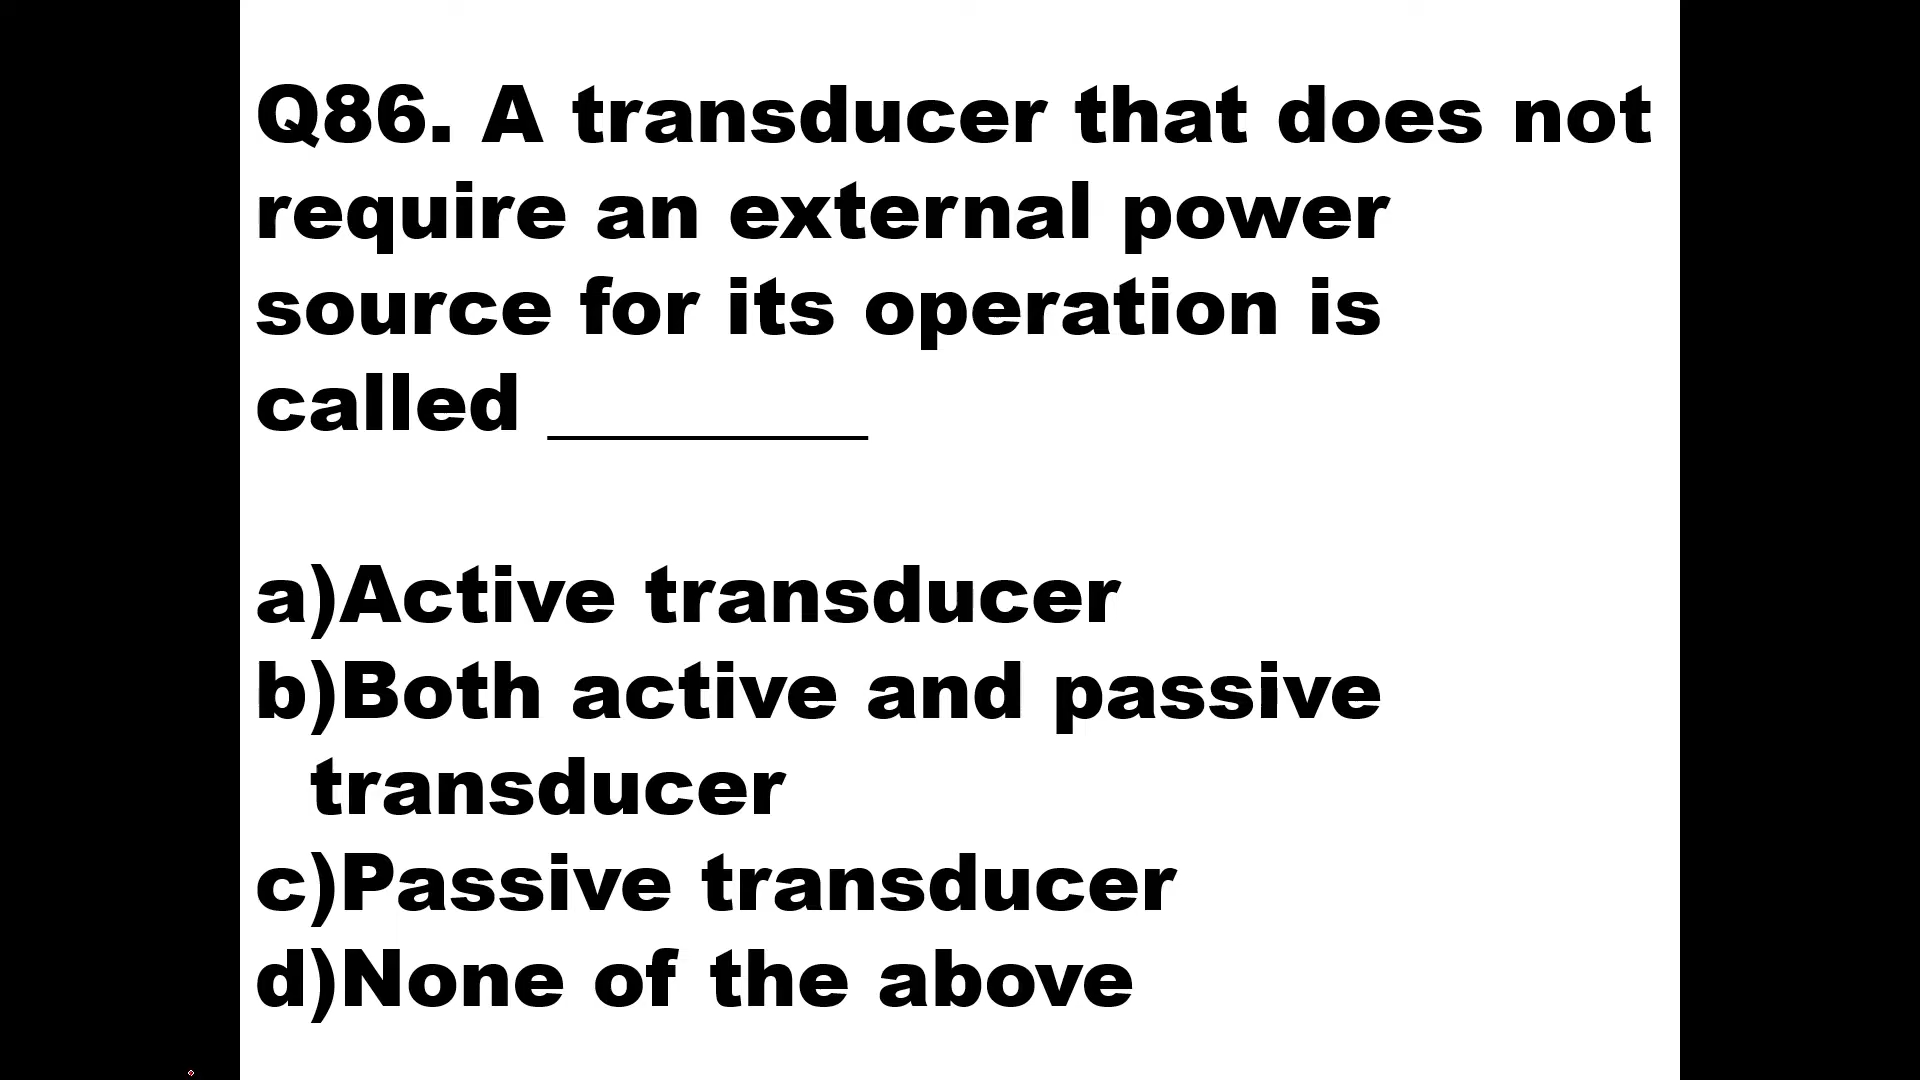 Q86. A transducer that does not
require an external power
source for its operation is
called ________
a)Active transducer
b)Both active and passive
transducer
c)Passive transducer
d)None of the above